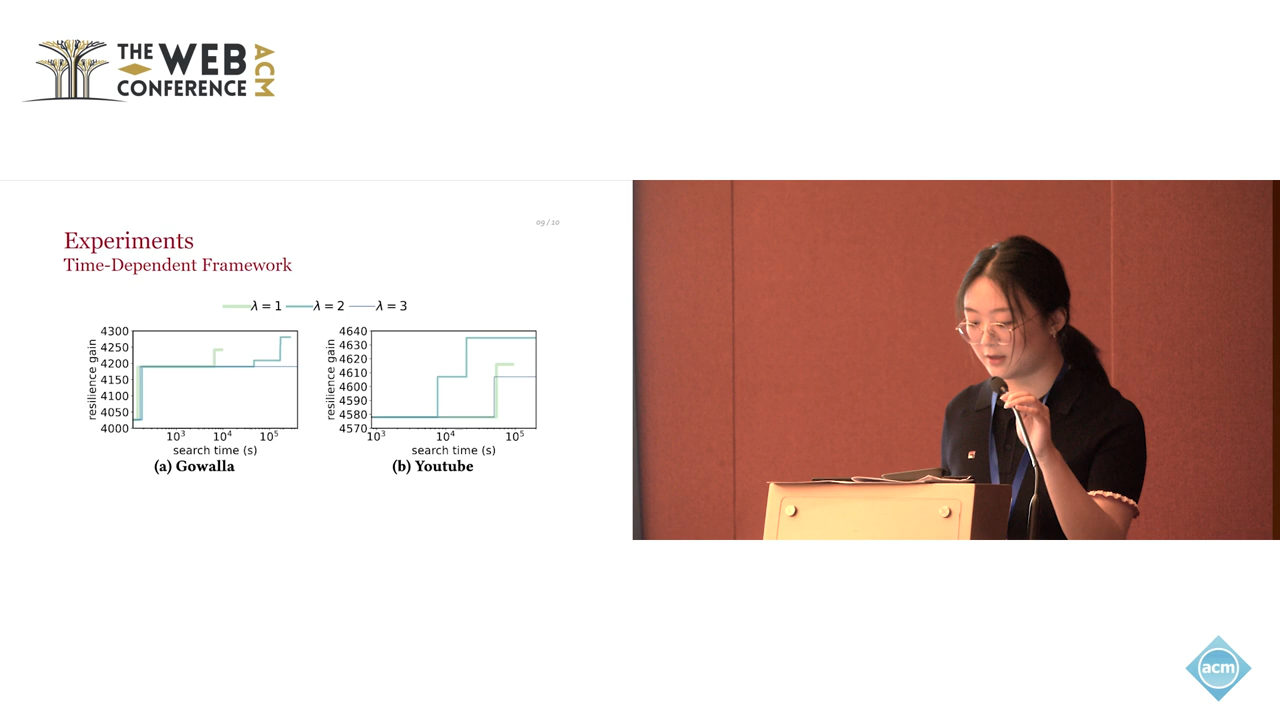 THE WEB
CONFERENCE
ACM
09 / 10
Experiments
Time-Dependent Framework
λ = 1 λ = 2 λ = 3
resilience gain
4300
4250
4200
4150
4100
4050
4000
10³ 10⁴ 10⁵
search time (s)
(a) Gowalla
resilience gain
4640
4630
4620
4610
4600
4590
4580
4570
10³ 10⁴ 10⁵
search time (s)
(b) Youtube
acm